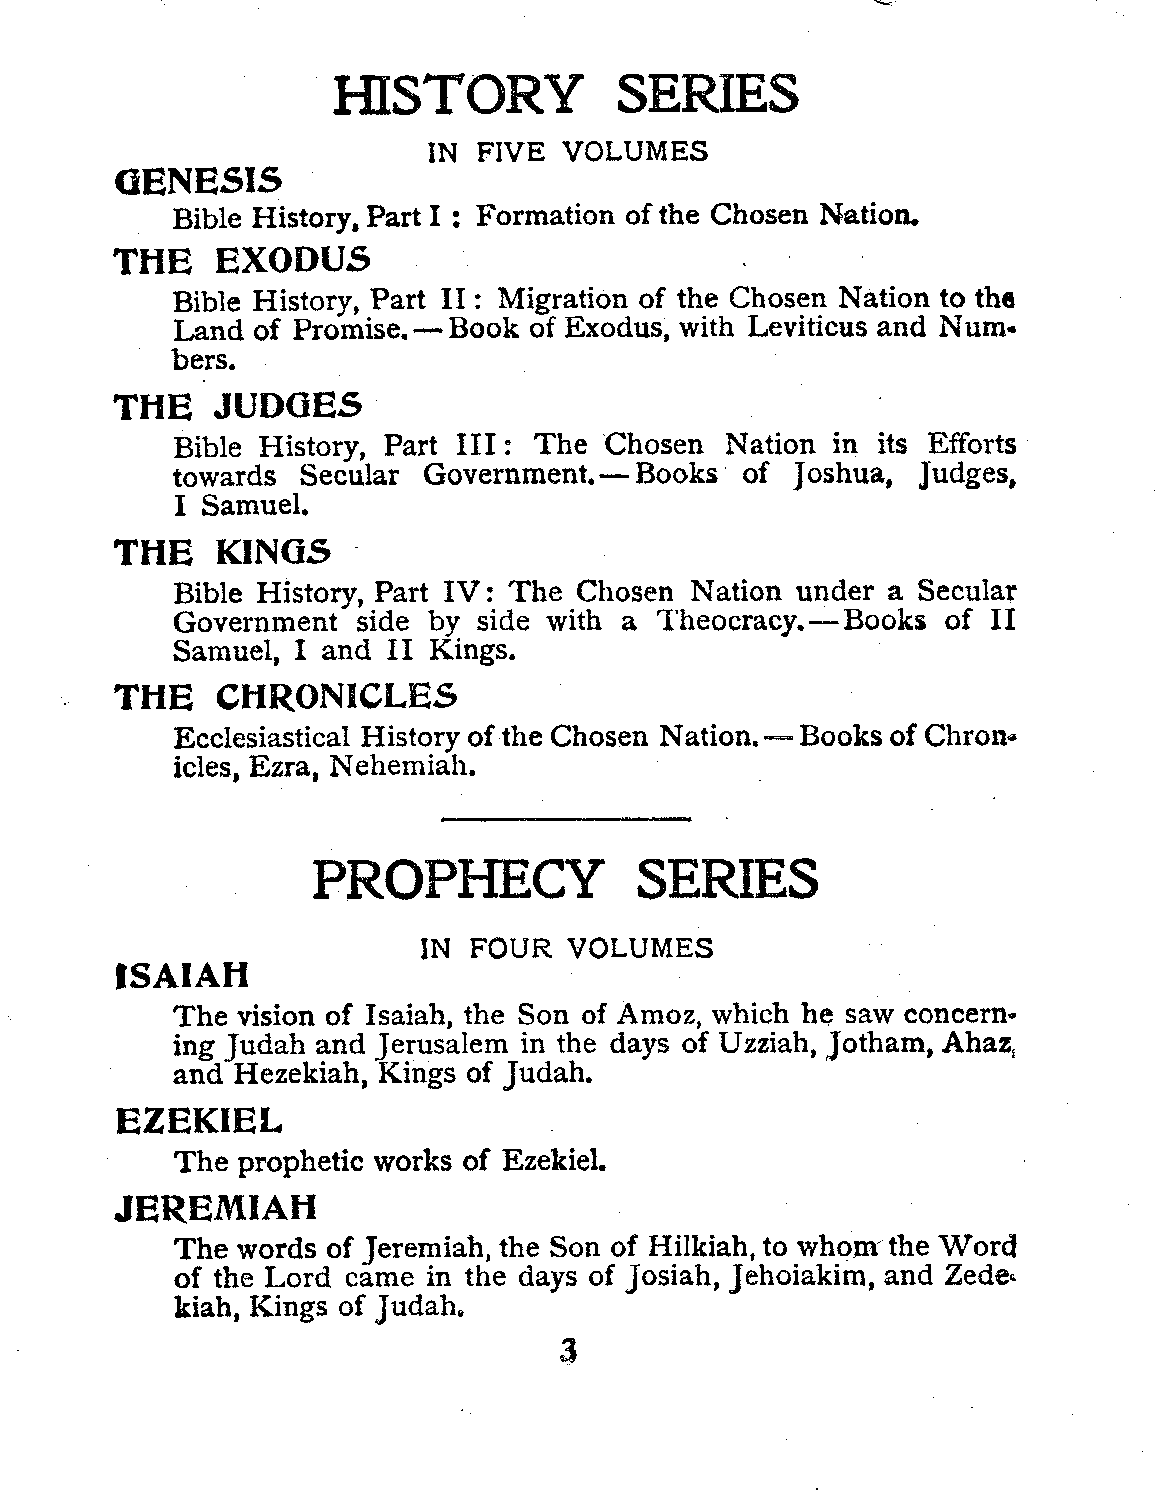 HISTORY SERIES
IN FIVE VOLUMES
GENESIS
Bible History, Part I : Formation of the Chosen Nation.
THE EXODUS
Bible History, Part II : Migration of the Chosen Nation to the
Land of Promise. — Book of Exodus, with Leviticus and Num-
bers.
THE JUDGES
Bible History, Part III : The Chosen Nation in its Efforts
towards Secular Government. — Books of Joshua, Judges,
I Samuel.
THE KINGS
Bible History, Part IV : The Chosen Nation under a Secular
Government side by side with a Theocracy. — Books of II
Samuel, I and II Kings.
THE CHRONICLES
Ecclesiastical History of the Chosen Nation. — Books of Chron-
icles, Ezra, Nehemiah.
PROPHECY SERIES
IN FOUR VOLUMES
ISAIAH
The vision of Isaiah, the Son of Amoz, which he saw concern-
ing Judah and Jerusalem in the days of Uzziah, Jotham, Ahaz,
and Hezekiah, Kings of Judah.
EZEKIEL
The prophetic works of Ezekiel.
JEREMIAH
The words of Jeremiah, the Son of Hilkiah, to whom the Word
of the Lord came in the days of Josiah, Jehoiakim, and Zede-
kiah, Kings of Judah.
3